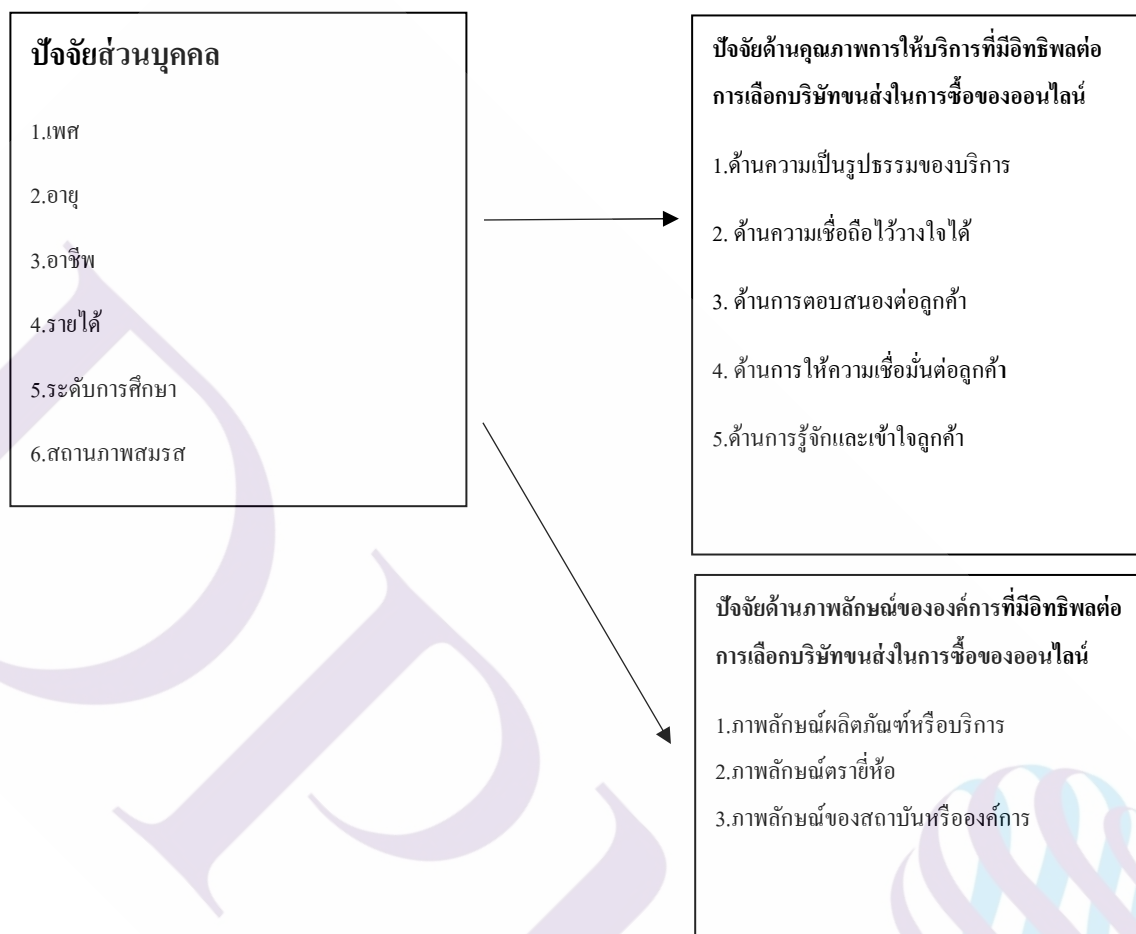 ปัจจัยส่วนบุคคล
1.เพศ
2.อายุ
3.อาชีพ
4.รายได้
5.ระดับการศึกษา
6.สถานภาพสมรส
ปัจจัยด้านคุณภาพการให้บริการที่มีอิทธิพลต่อ
การเลือกบริษัทขนส่งในการซื้อของออนไลน์
1.ด้านความเป็นรูปธรรมของบริการ
2. ด้านความเชื่อถือไว้วางใจได้
3. ด้านการตอบสนองต่อลูกค้า
4. ด้านการให้ความเชื่อมั่นต่อลูกค้า
5.ด้านการรู้จักและเข้าใจลูกค้า
ปัจจัยด้านภาพลักษณ์ขององค์การที่มีอิทธิพลต่อ
การเลือกบริษัทขนส่งในการซื้อของออนไลน์
1.ภาพลักษณ์ผลิตภัณฑ์หรือบริการ
2.ภาพลักษณ์ตรายี่ห้อ
3.ภาพลักษณ์ของสถาบันหรือองค์การ